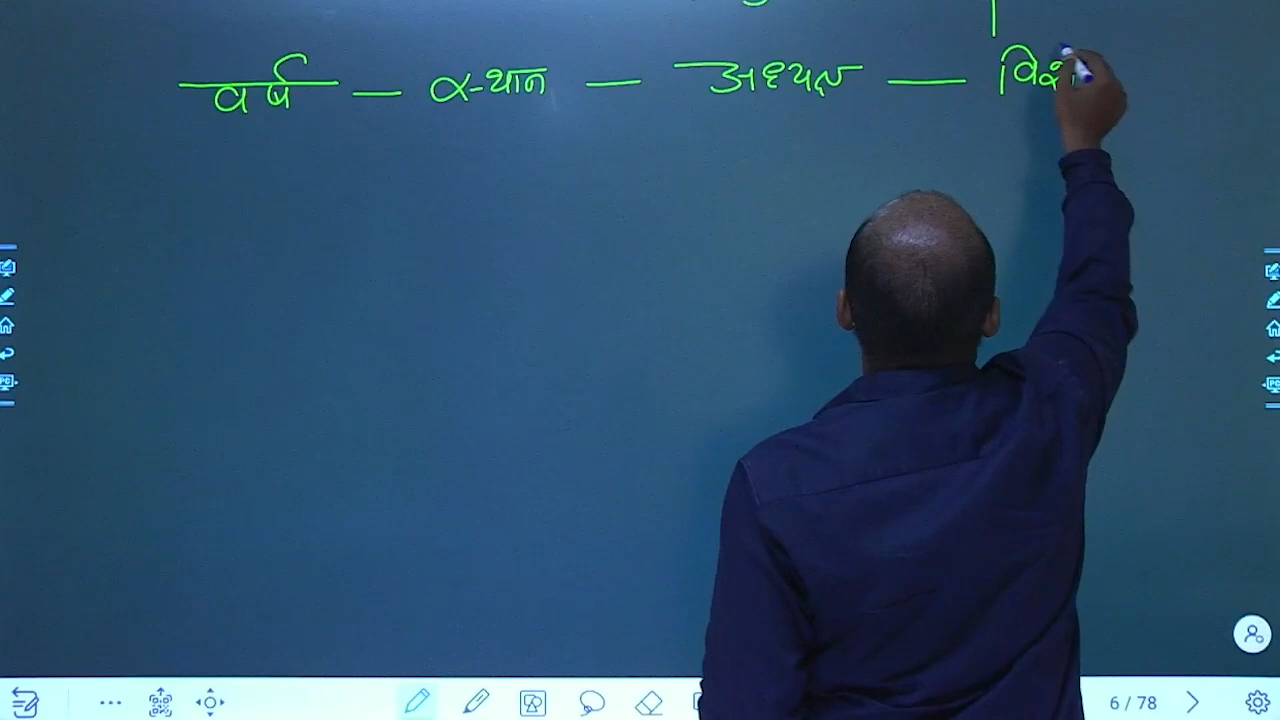 वर्ष — स्थान — अध्यक्ष — विश
6 / 78